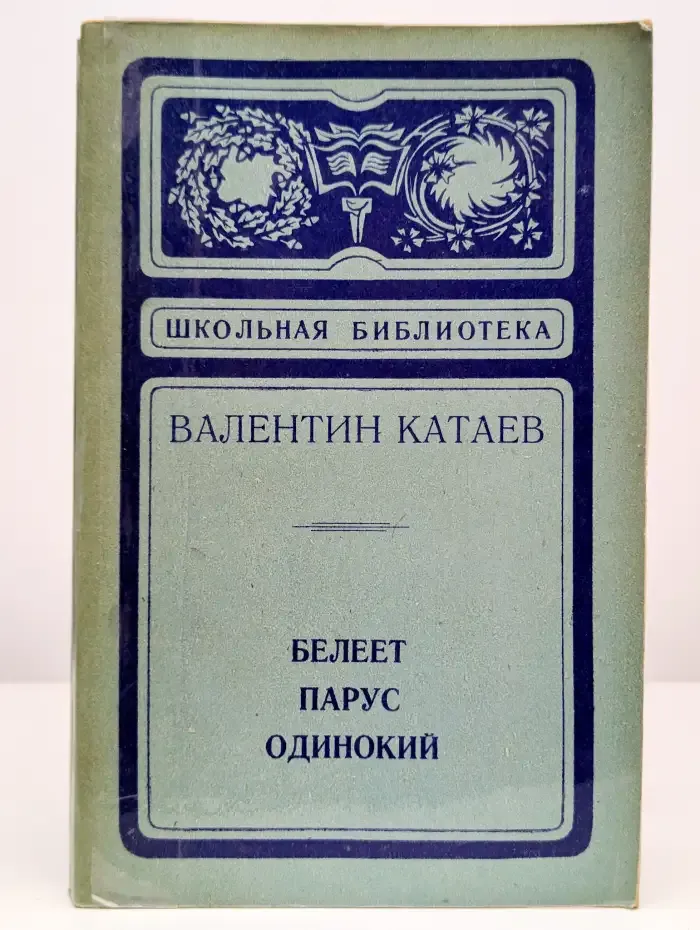 ШКОЛЬНАЯ БИБЛИОТЕКА
ВАЛЕНТИН КАТАЕВ
БЕЛЕЕТ
ПАРУС
ОДИНОКИЙ